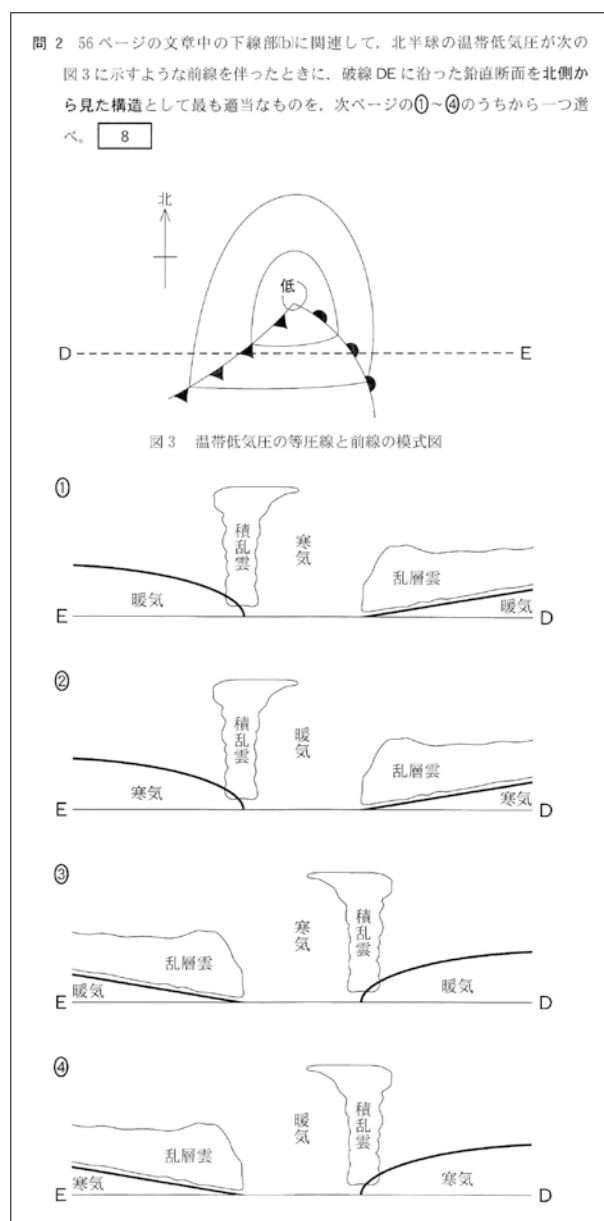 問 2 56 ページの文章中の下線部(b)に関連して，北半球の温帯低気圧が次の
図3に示すような前線を伴ったときに，破線 DE に沿った鉛直断面を北側か
ら見た構造として最も適当なものを，次ページの①〜④のうちから一つ選
べ。 8
北
低
D
E
図3 温帯低気圧の等圧線と前線の模式図
①
積乱雲
寒気
乱層雲
暖気
暖気
E
D
②
積乱雲
暖気
乱層雲
寒気
寒気
E
D
③
乱層雲
寒気
積乱雲
暖気
暖気
E
D
④
乱層雲
暖気
積乱雲
寒気
寒気
E
D